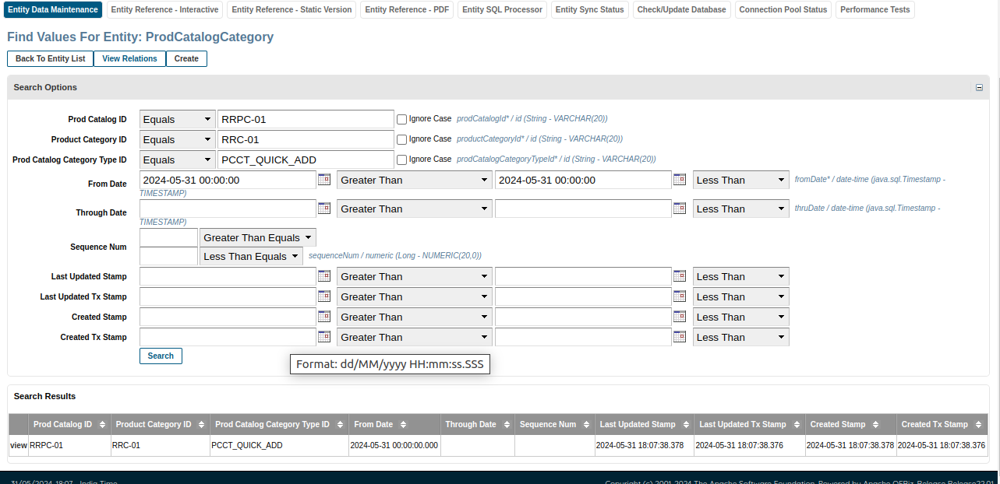 Entity Data Maintenance Entity Reference - Interactive Entity Reference - Static Version Entity Reference - PDF Entity SQL Processor Entity Sync Status Check/Update Database Connection Pool Status Performance Tests
Find Values For Entity: ProdCatalogCategory
Back To Entity List View Relations Create
Search Options
Prod Catalog ID Equals RRPC-01 Ignore Case prodCatalogId* / id (String - VARCHAR(20))
Product Category ID Equals RRC-01 Ignore Case productCategoryId* / id (String - VARCHAR(20))
Prod Catalog Category Type ID Equals PCCT_QUICK_ADD Ignore Case prodCatalogCategoryTypeId* / id (String - VARCHAR(20))
From Date 2024-05-31 00:00:00 Greater Than 2024-05-31 00:00:00 Less Than fromDate* / date-time (java.sql.Timestamp -
TIMESTAMP)
Through Date Greater Than Less Than thruDate / date-time (java.sql.Timestamp -
TIMESTAMP)
Greater Than Equals
Sequence Num
Less Than Equals sequenceNum / numeric (Long - NUMERIC(20,0))
Last Updated Stamp Greater Than Less Than
Last Updated Tx Stamp Greater Than Less Than
Created Stamp Greater Than Less Than
Created Tx Stamp Greater Than Less Than
Search
Format: dd/MM/yyyy HH:mm:ss.SSS
Search Results
Prod Catalog ID Product Category ID Prod Catalog Category Type ID From Date Through Date Sequence Num Last Updated Stamp Last Updated Tx Stamp Created Stamp Created Tx Stamp
view RRPC-01 RRC-01 PCCT_QUICK_ADD 2024-05-31 00:00:00.000 2024-05-31 18:07:38.378 2024-05-31 18:07:38.376 2024-05-31 18:07:38.378 2024-05-31 18:07:38.376
31/05/2024 18:07 - India Time Copyright (c) 2001-2024 The Apache Software Foundation. Powered by Apache OFBiz. Release Release22.01